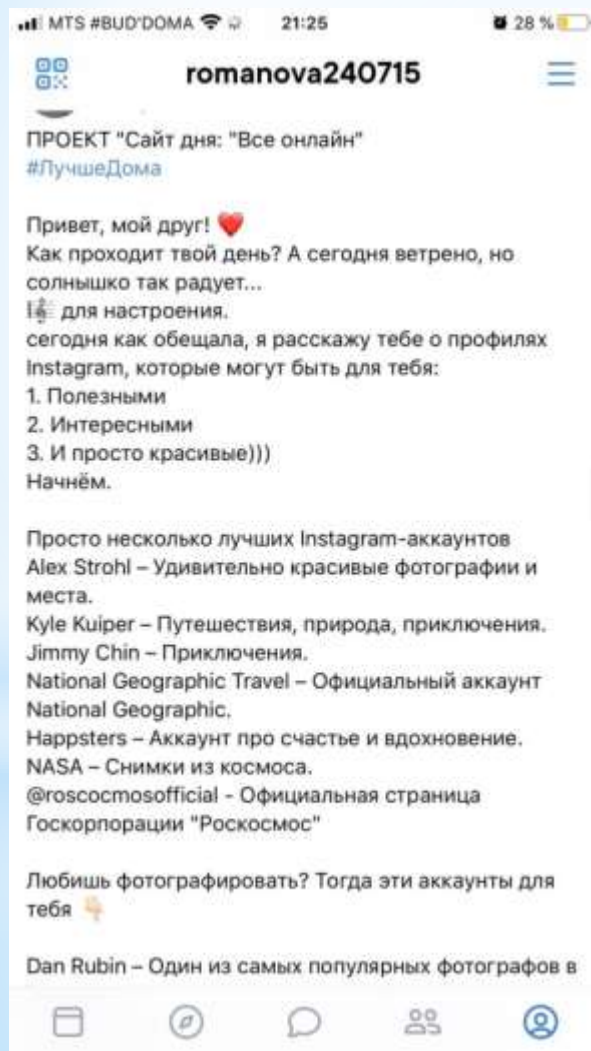 MTS #BUD'DOMA 21:25 28 %
romanova240715
ПРОЕКТ "Сайт дня: "Все онлайн"
#ЛучшеДома
Привет, мой друг! ❤️
Как проходит твой день? А сегодня ветрено, но
солнышко так радует...
🎼 для настроения.
сегодня как обещала, я расскажу тебе о профилях
Instagram, которые могут быть для тебя:
1. Полезными
2. Интересными
3. И просто красивые)))
Начнём.
Просто несколько лучших Instagram-аккаунтов
Alex Strohl – Удивительно красивые фотографии и
места.
Kyle Kuiper – Путешествия, природа, приключения.
Jimmy Chin – Приключения.
National Geographic Travel – Официальный аккаунт
National Geographic.
Happsters – Аккаунт про счастье и вдохновение.
NASA – Снимки из космоса.
@roscocmosofficial - Официальная страница
Госкорпорации "Роскосмос"
Любишь фотографировать? Тогда эти аккаунты для
тебя 👇🏻
Dan Rubin – Один из самых популярных фотографов в